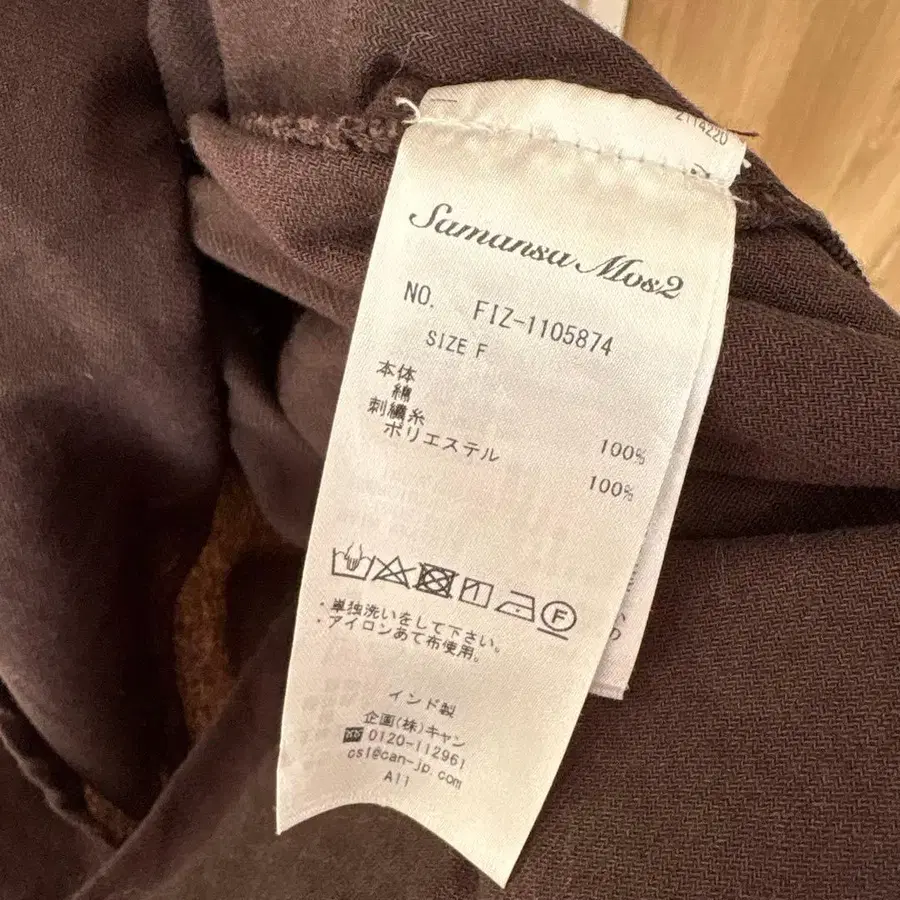 2114220
Samansa Mos2
NO. FIZ-1105874
SIZE F
本体
綿 100%
刺繍糸
ポリエステル 100%
F
・単独洗いをして下さい。
・アイロンあて布使用。
インド製
企画(株)キャン
0120-112961
cs1@can-jp.com
A11